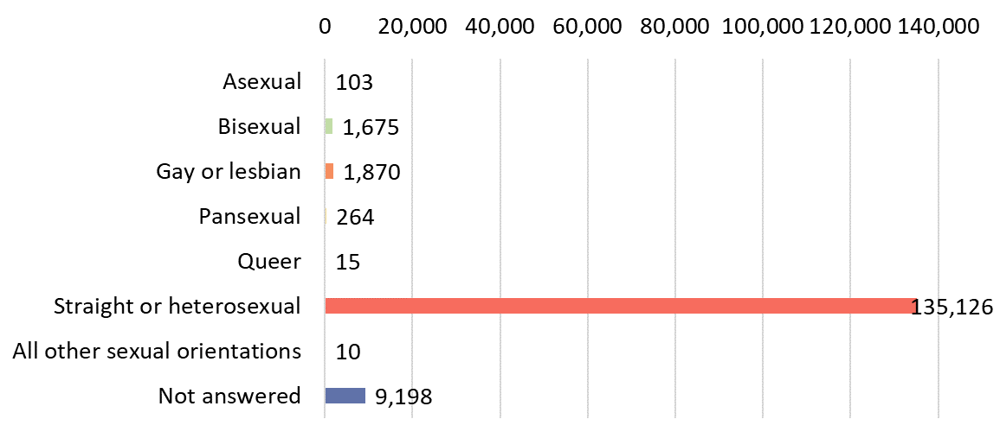 0 20,000 40,000 60,000 80,000 100,000 120,000 140,000
Asexual 103
Bisexual 1,675
Gay or lesbian 1,870
Pansexual 264
Queer 15
Straight or heterosexual 135,126
All other sexual orientations 10
Not answered 9,198